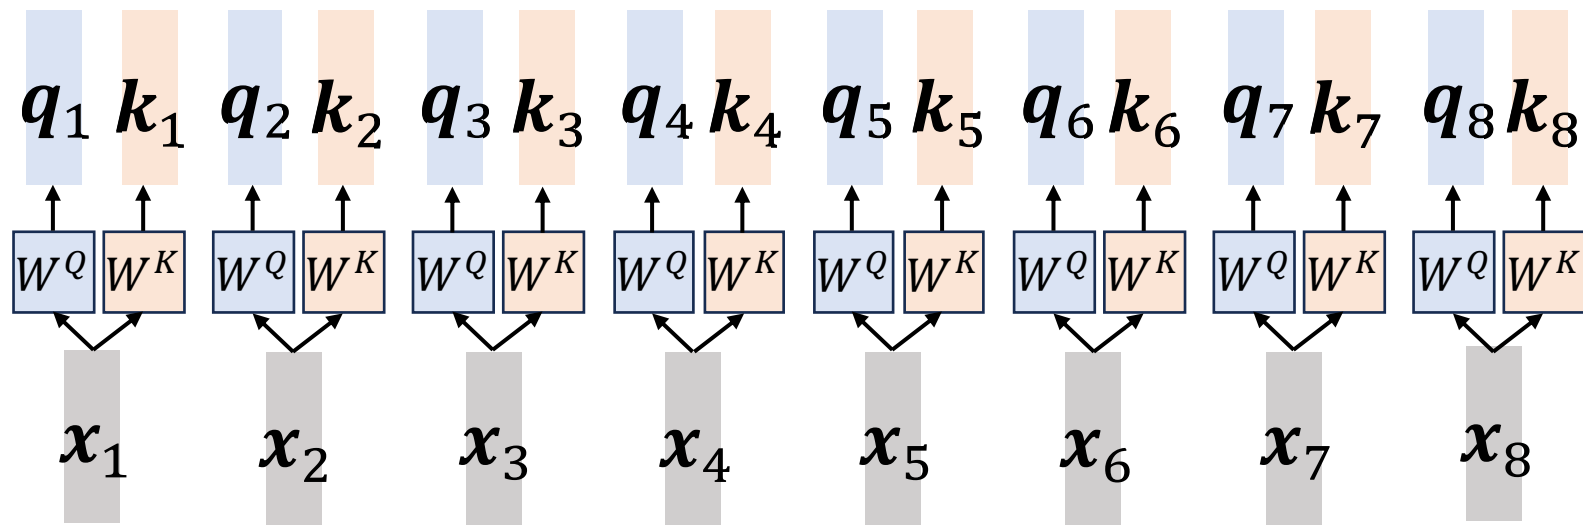 q₁ k₁ q₂ k₂ q₃ k₃ q₄ k₄ q₅ k₅ q₆ k₆ q₇ k₇ q₈ k₈
W^Q W^K W^Q W^K W^Q W^K W^Q W^K W^Q W^K W^Q W^K W^Q W^K W^Q W^K
x₁ x₂ x₃ x₄ x₅ x₆ x₇ x₈